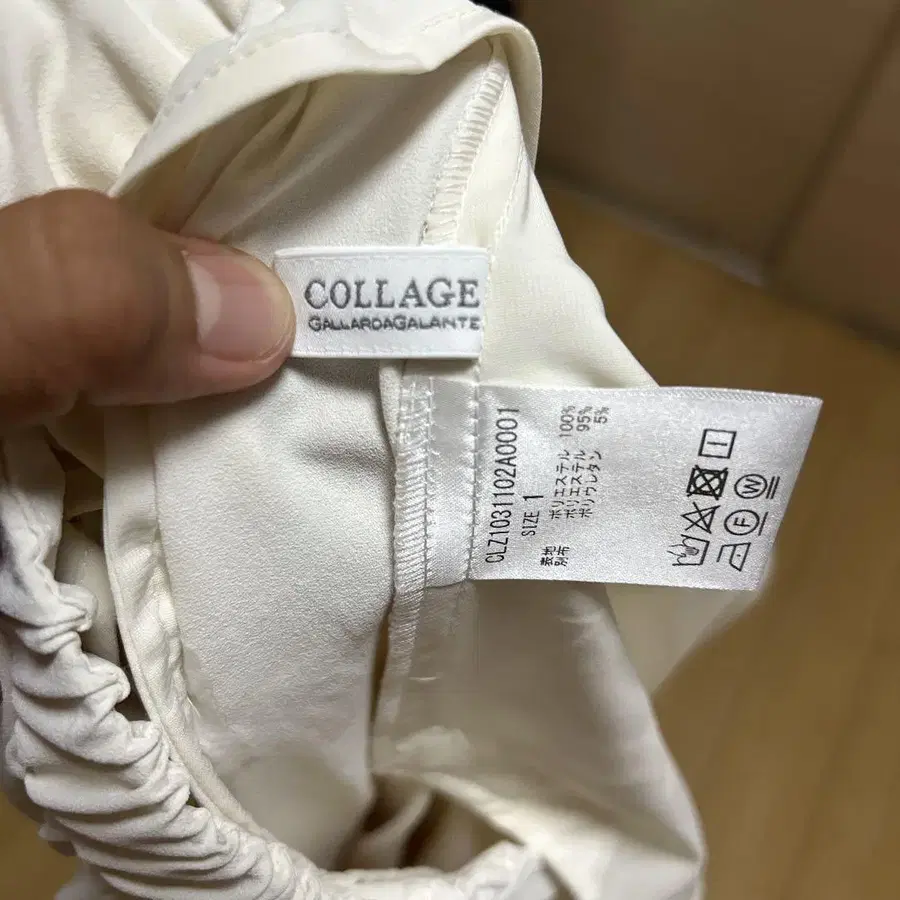 COLLAGE
GALLARDAGALANTE
CLZ1031102A0001
SIZE 1
表地 ポリエステル 100%
別布 ポリエステル 95%
ポリウレタン 5%
W
F